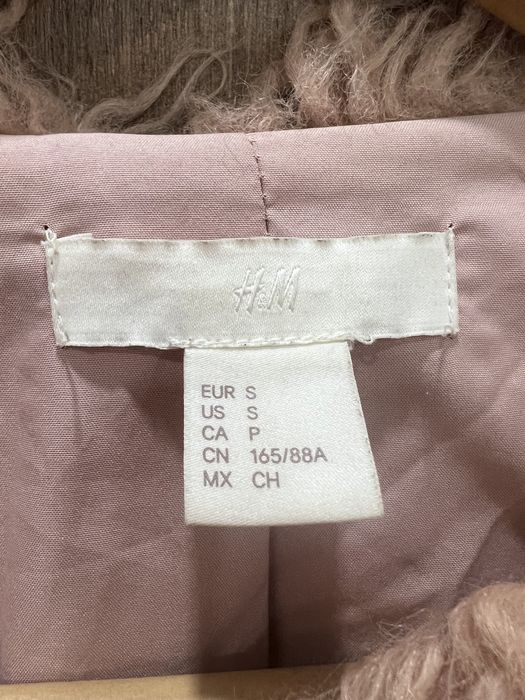 H&M
EUR S
US S
CA P
CN 165/88A
MX CH